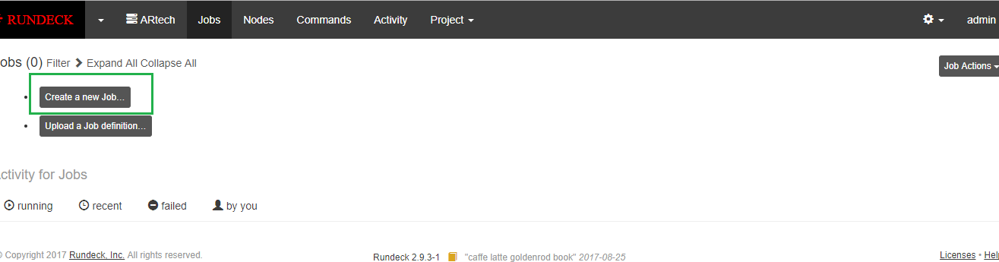 RUNDECK ARtech Jobs Nodes Commands Activity Project admin
obs (0) Filter Expand All Collapse All
Job Actions
Create a new Job...
Upload a Job definition...
ctivity for Jobs
running recent failed by you
© Copyright 2017 Rundeck, Inc. All rights reserved. Rundeck 2.9.3-1 "caffe latte goldenrod book" 2017-08-25 Licenses • Hel